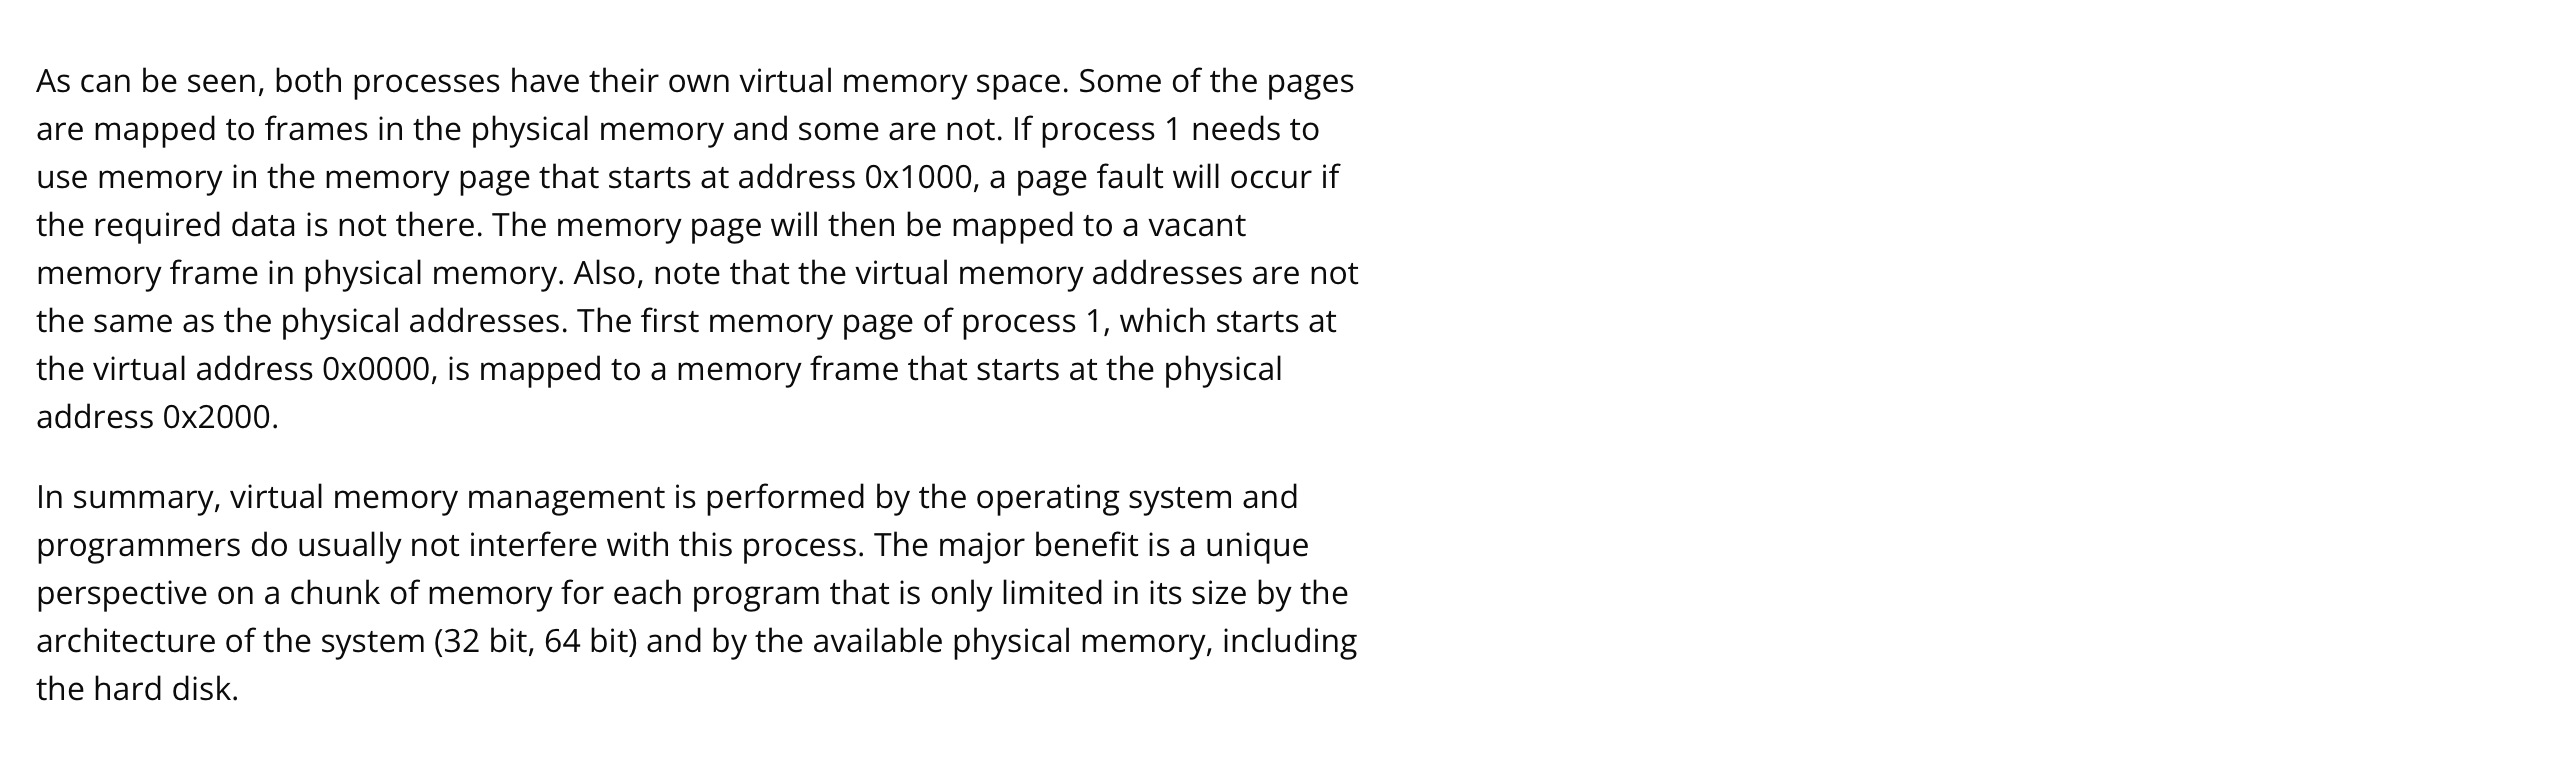 As can be seen, both processes have their own virtual memory space. Some of the pages
are mapped to frames in the physical memory and some are not. If process 1 needs to
use memory in the memory page that starts at address 0x1000, a page fault will occur if
the required data is not there. The memory page will then be mapped to a vacant
memory frame in physical memory. Also, note that the virtual memory addresses are not
the same as the physical addresses. The first memory page of process 1, which starts at
the virtual address 0x0000, is mapped to a memory frame that starts at the physical
address 0x2000.
In summary, virtual memory management is performed by the operating system and
programmers do usually not interfere with this process. The major benefit is a unique
perspective on a chunk of memory for each program that is only limited in its size by the
architecture of the system (32 bit, 64 bit) and by the available physical memory, including
the hard disk.